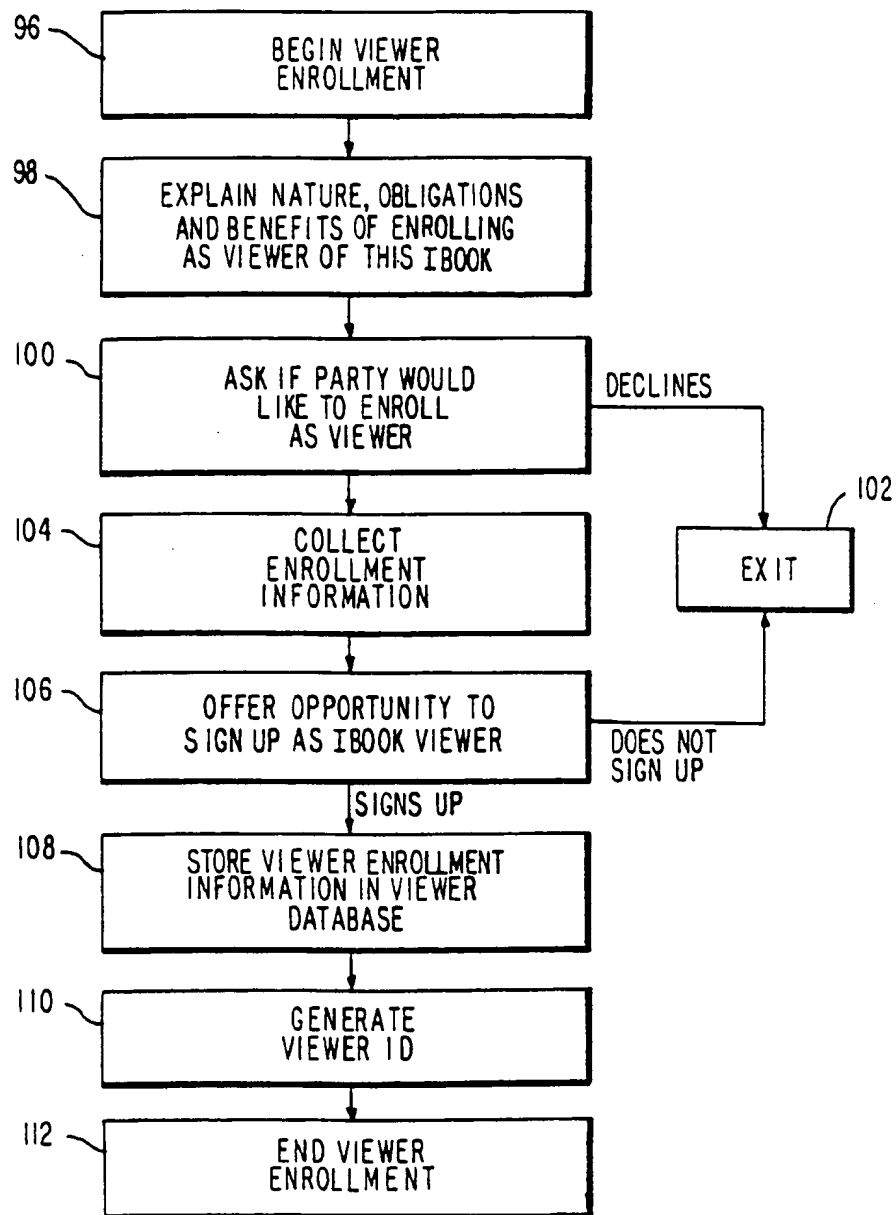 96
BEGIN VIEWER
ENROLLMENT
98
EXPLAIN NATURE, OBLIGATIONS
AND BENEFITS OF ENROLLING
AS VIEWER OF THIS IBOOK
100
ASK IF PARTY WOULD
LIKE TO ENROLL
AS VIEWER
DECLINES
102
EXIT
104
COLLECT
ENROLLMENT
INFORMATION
106
OFFER OPPORTUNITY TO
SIGN UP AS IBOOK VIEWER
DOES NOT
SIGN UP
SIGNS UP
108
STORE VIEWER ENROLLMENT
INFORMATION IN VIEWER
DATABASE
110
GENERATE
VIEWER ID
112
END VIEWER
ENROLLMENT